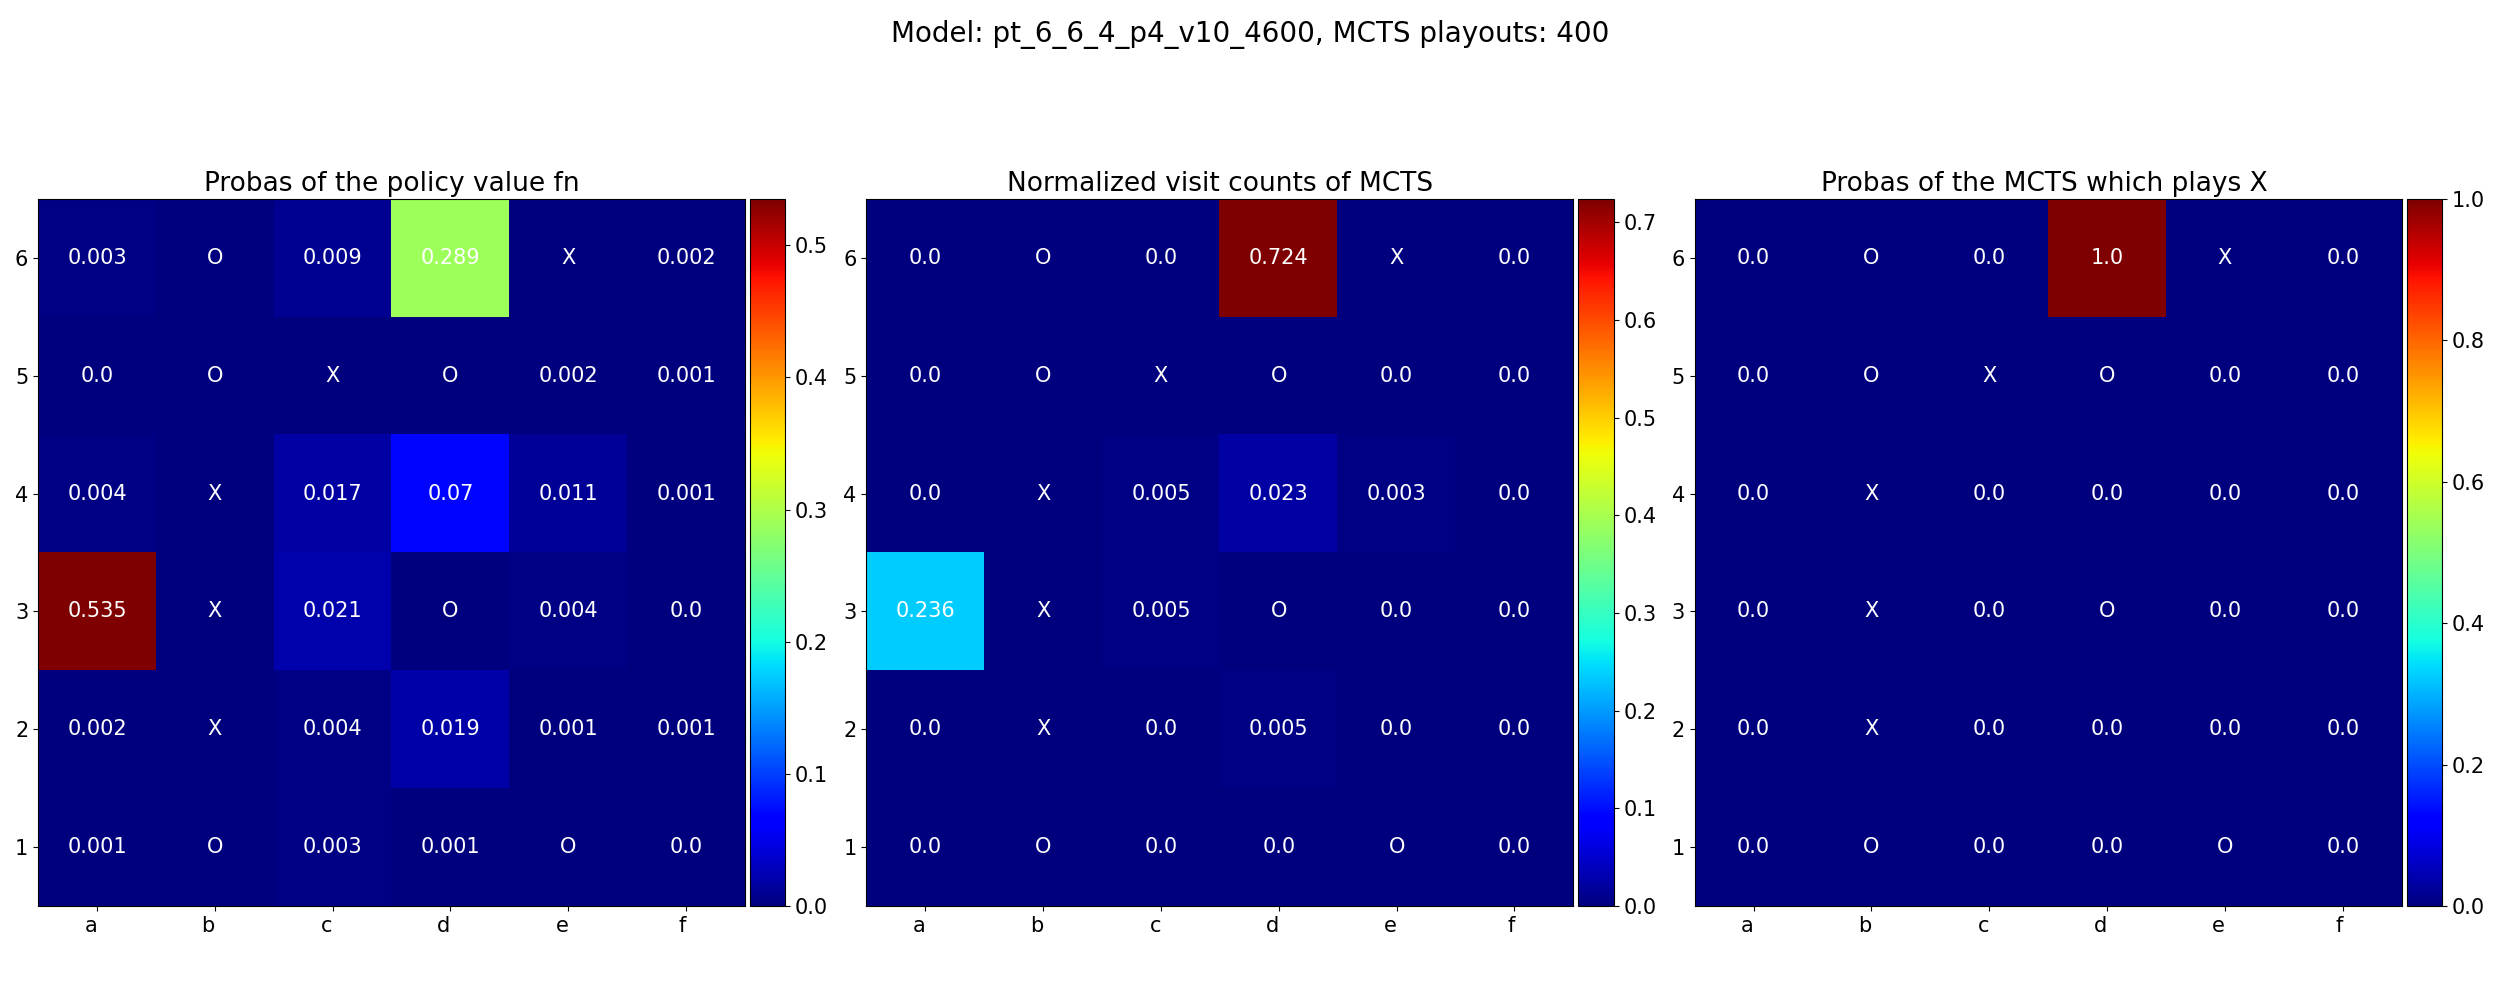 Model: pt_6_6_4_p4_v10_4600, MCTS playouts: 400
Probas of the policy value fn
6 0.003 O 0.009 0.289 X 0.002
5 0.0 O X O 0.002 0.001
4 0.004 X 0.017 0.07 0.011 0.001
3 0.535 X 0.021 O 0.004 0.0
2 0.002 X 0.004 0.019 0.001 0.001
1 0.001 O 0.003 0.001 O 0.0
a b c d e f
0.5
0.4
0.3
0.2
0.1
0.0
Normalized visit counts of MCTS
6 0.0 O 0.0 0.724 X 0.0
5 0.0 O X O 0.0 0.0
4 0.0 X 0.005 0.023 0.003 0.0
3 0.236 X 0.005 O 0.0 0.0
2 0.0 X 0.0 0.005 0.0 0.0
1 0.0 O 0.0 0.0 O 0.0
a b c d e f
0.7
0.6
0.5
0.4
0.3
0.2
0.1
0.0
Probas of the MCTS which plays X
6 0.0 O 0.0 1.0 X 0.0
5 0.0 O X O 0.0 0.0
4 0.0 X 0.0 0.0 0.0 0.0
3 0.0 X 0.0 O 0.0 0.0
2 0.0 X 0.0 0.0 0.0 0.0
1 0.0 O 0.0 0.0 O 0.0
a b c d e f
1.0
0.8
0.6
0.4
0.2
0.0